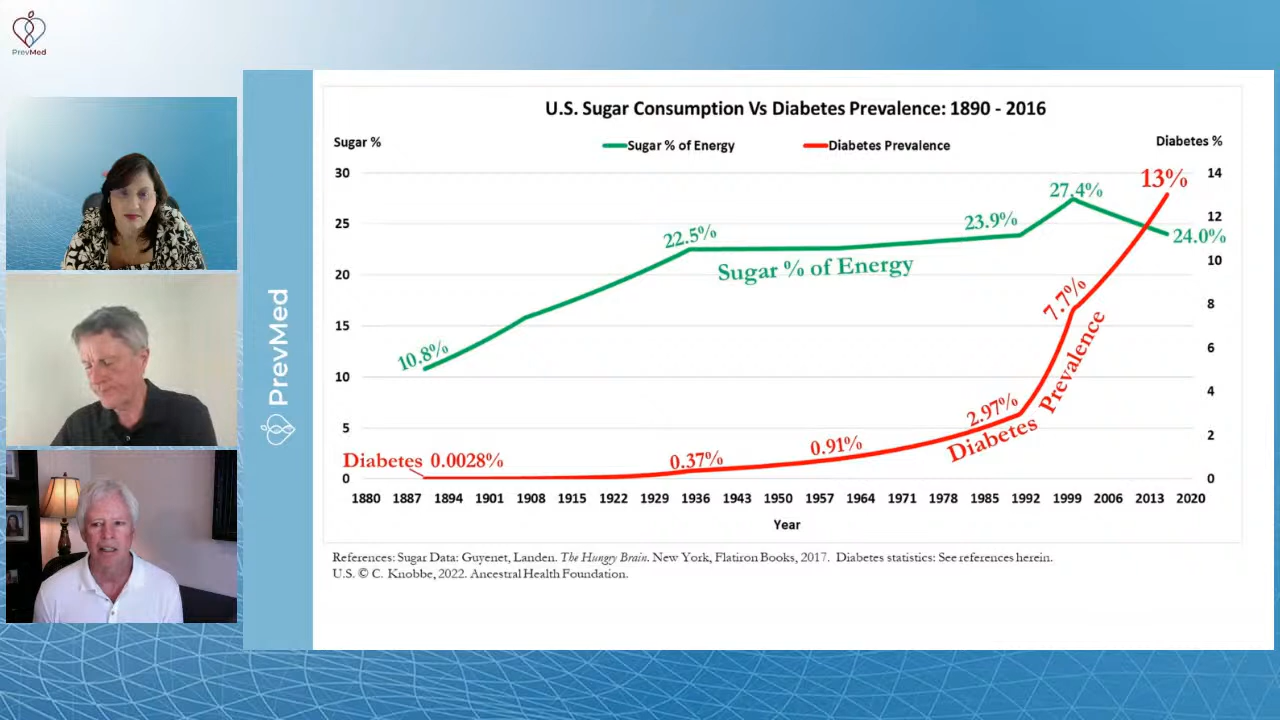 PrevMed
PrevMed
U.S. Sugar Consumption Vs Diabetes Prevalence: 1890 - 2016
Sugar %
Diabetes %
Sugar % of Energy
Diabetes Prevalence
30
25
20
15
10
5
0
14
12
10
8
6
4
2
0
10.8%
22.5%
23.9%
27.4%
24.0%
Sugar % of Energy
Diabetes 0.0028%
0.37%
0.91%
2.97%
7.7%
13%
Diabetes Prevalence
1880 1887 1894 1901 1908 1915 1922 1929 1936 1943 1950 1957 1964 1971 1978 1985 1992 1999 2006 2013 2020
Year
References: Sugar Data: Guyenet, Landen. The Hungry Brain. New York, Flatiron Books, 2017. Diabetes statistics: See references herein.
U.S. © C. Knobbe, 2022. Ancestral Health Foundation.